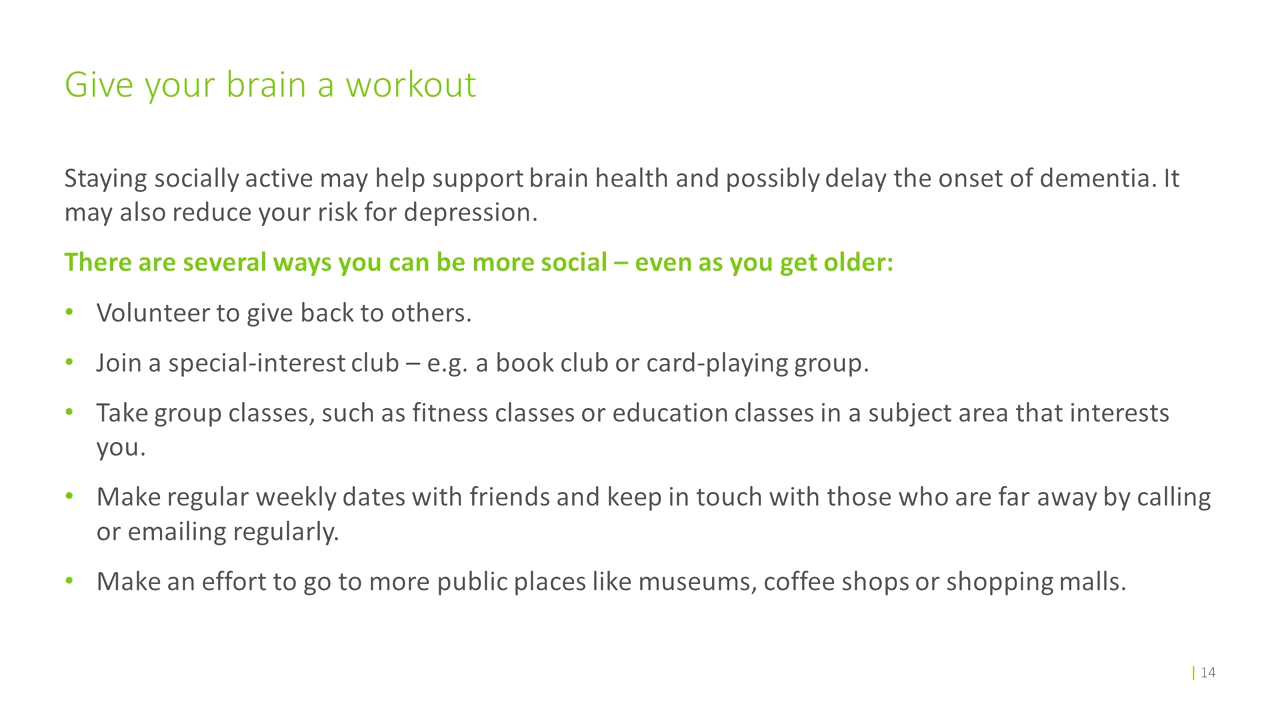 Give your brain a workout
Staying socially active may help support brain health and possibly delay the onset of dementia. It
may also reduce your risk for depression.
There are several ways you can be more social – even as you get older:
• Volunteer to give back to others.
• Join a special-interest club – e.g. a book club or card-playing group.
• Take group classes, such as fitness classes or education classes in a subject area that interests
you.
• Make regular weekly dates with friends and keep in touch with those who are far away by calling
or emailing regularly.
• Make an effort to go to more public places like museums, coffee shops or shopping malls.
| 14